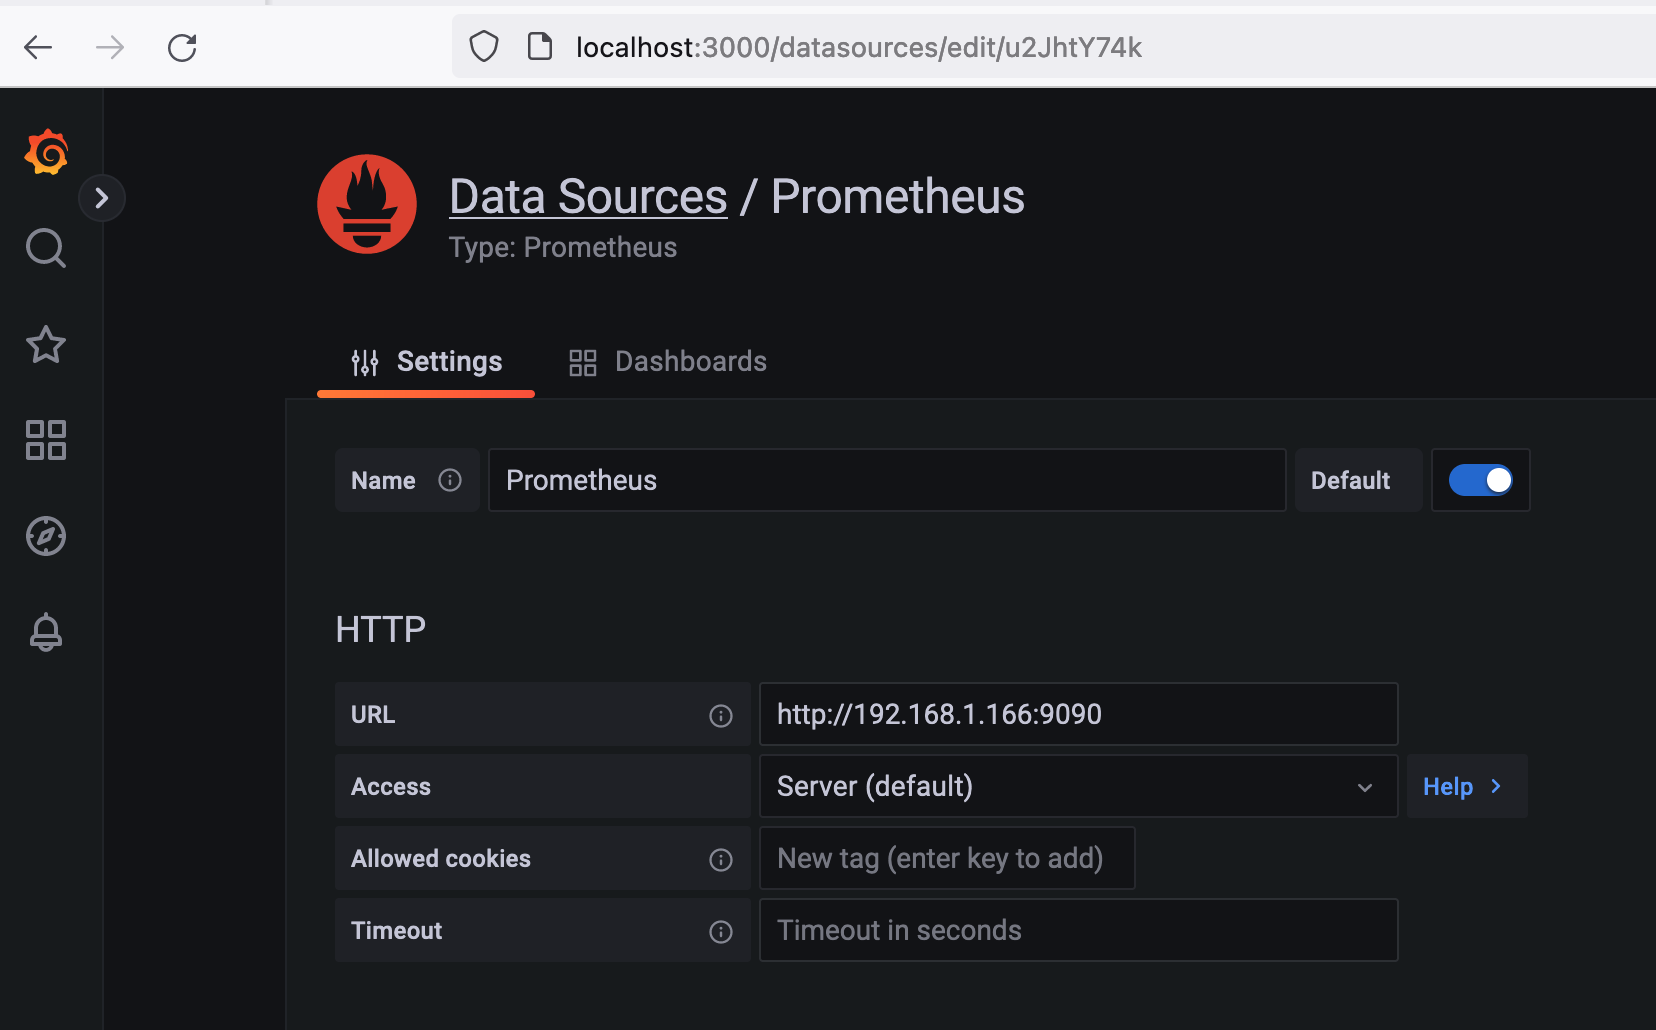 localhost:3000/datasources/edit/u2JhtY74k
Data Sources / Prometheus
Type: Prometheus
Settings Dashboards
Name Prometheus Default
HTTP
URL http://192.168.1.166:9090
Access Server (default) Help
Allowed cookies New tag (enter key to add)
Timeout Timeout in seconds